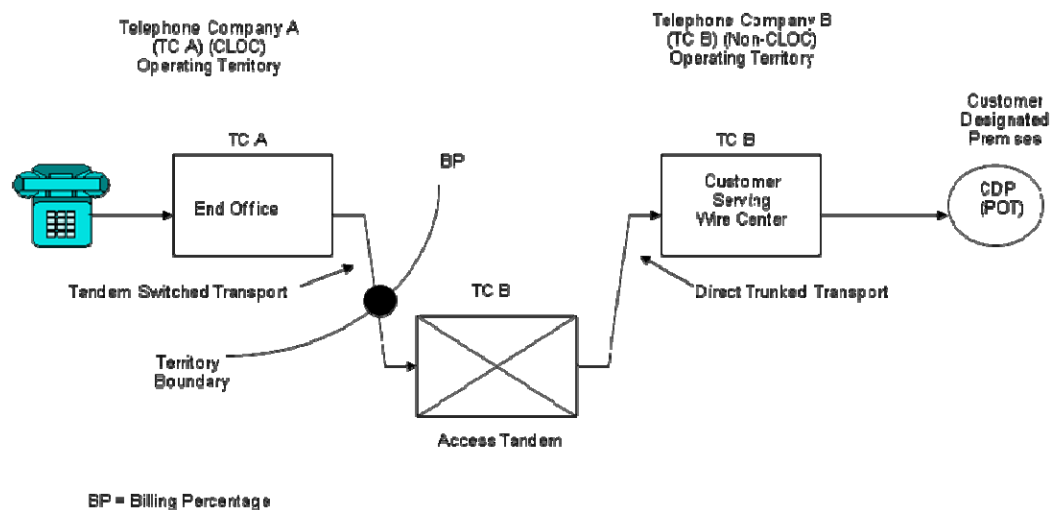 Telephone Company A
(TC A) (CLOC)
Operating Territory
Telephone Company B
(TC B) (Non-CLOC)
Operating Territory
Customer
Designated
Premises
TC A
BP
TC B
End Office
Customer
Serving
Wire Center
CDP
(POT)
Tandem Switched Transport
TC B
Direct Trunked Transport
Territory
Boundary
Access Tandem
BP = Billing Percentage